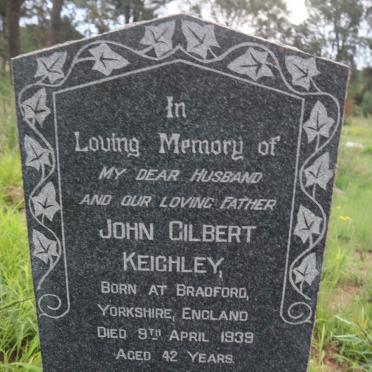 In
Loving Memory of
My dear Husband
and our loving Father
John Gilbert
Keighley,
Born at Bradford,
Yorkshire, England
Died 9th April 1939
Aged 42 Years.